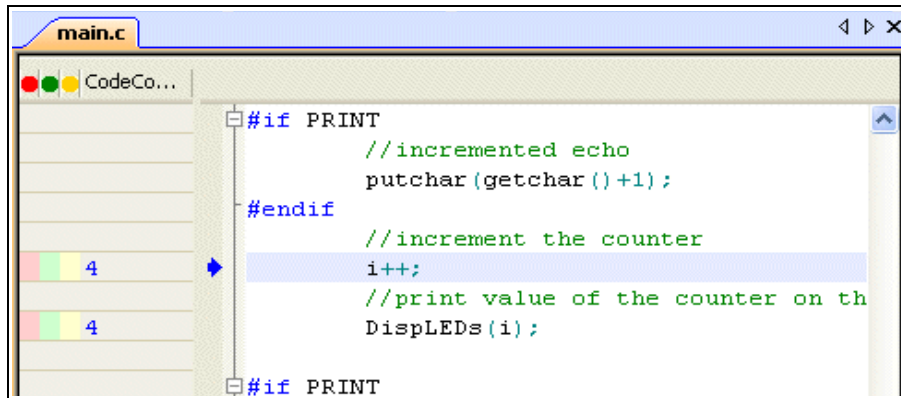 main.c
CodeCo...
#if PRINT
//incremented echo
putchar(getchar()+1);
#endif
//increment the counter
4 i++;
//print value of the counter on th
4 DispLEDs(i);
#if PRINT